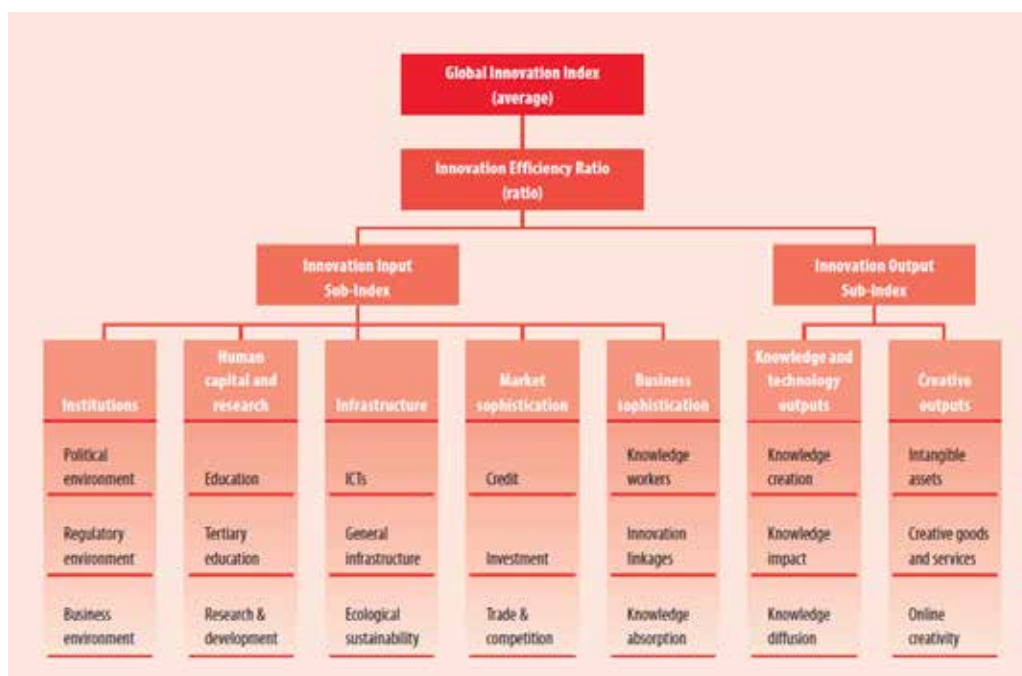 Global Innovation Index
(average)
Innovation Efficiency Ratio
(ratio)
Innovation Input
Sub-Index
Innovation Output
Sub-Index
Institutions
Human
capital and
research
Infrastructure
Market
sophistication
Business
sophistication
Knowledge and
technology
outputs
Creative
outputs
Political
environment
Education
ICTs
Credit
Knowledge
workers
Knowledge
creation
Intangible
assets
Regulatory
environment
Tertiary
education
General
infrastructure
Investment
Innovation
linkages
Knowledge
impact
Creative goods
and services
Business
environment
Research &
development
Ecological
sustainability
Trade &
competition
Knowledge
absorption
Knowledge
diffusion
Online
creativity